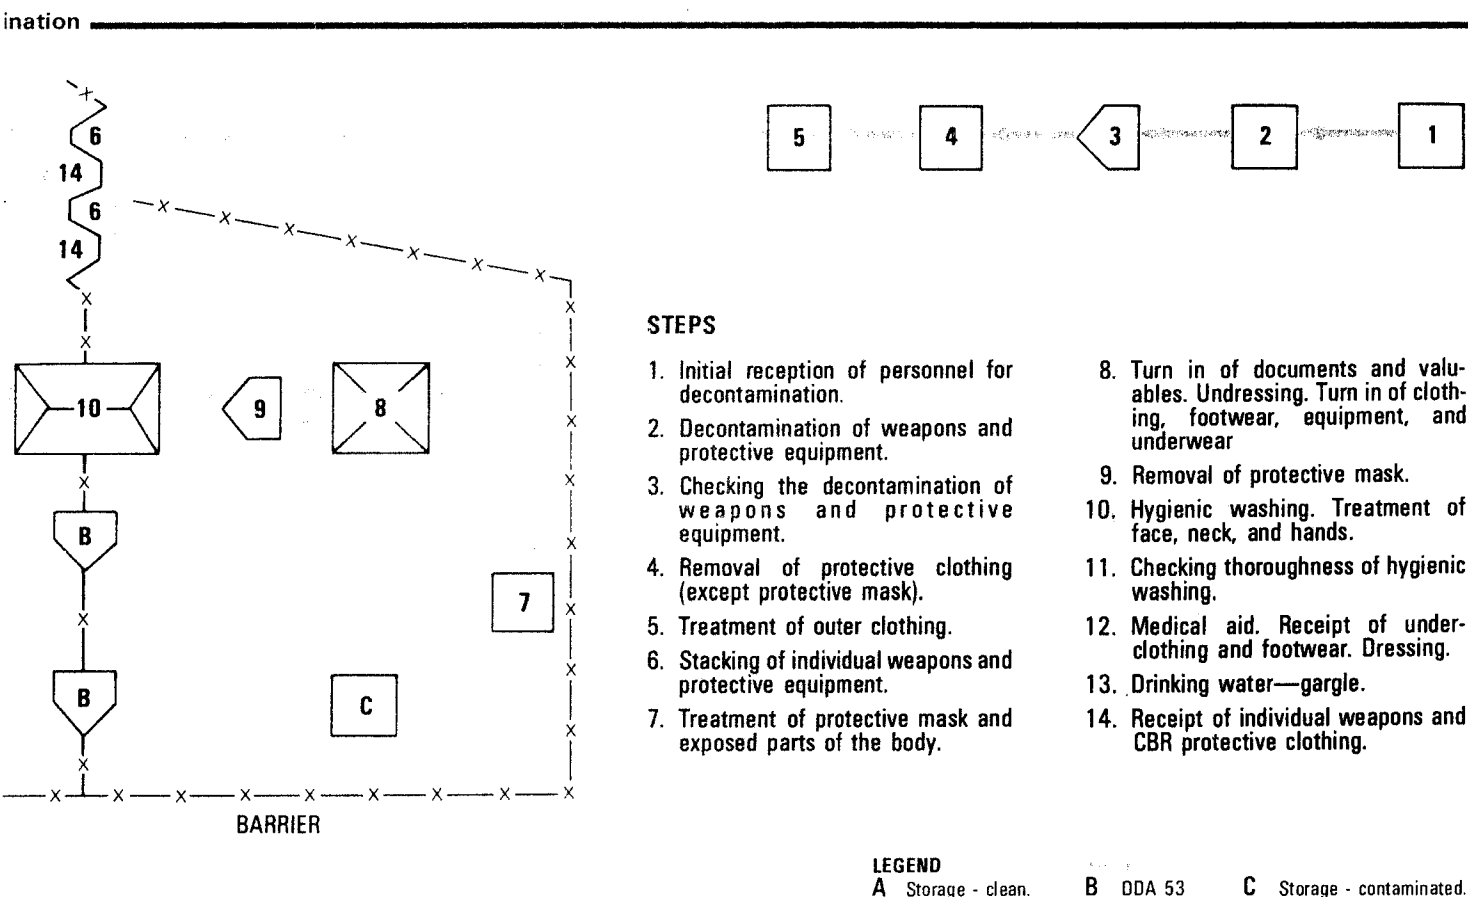 ination
6
14
6
14
5
4
3
2
1
10
9
8
B
7
B
C
BARRIER
STEPS
1. Initial reception of personnel for
decontamination.
2. Decontamination of weapons and
protective equipment.
3. Checking the decontamination of
weapons and protective
equipment.
4. Removal of protective clothing
(except protective mask).
5. Treatment of outer clothing.
6. Stacking of individual weapons and
protective equipment.
7. Treatment of protective mask and
exposed parts of the body.
8. Turn in of documents and valu-
ables. Undressing. Turn in of cloth-
ing, footwear, equipment, and
underwear
9. Removal of protective mask.
10. Hygienic washing. Treatment of
face, neck, and hands.
11. Checking thoroughness of hygienic
washing.
12. Medical aid. Receipt of under-
clothing and footwear. Dressing.
13. Drinking water—gargle.
14. Receipt of individual weapons and
CBR protective clothing.
LEGEND
A Storage - clean. B DDA 53 C Storage - contaminated.